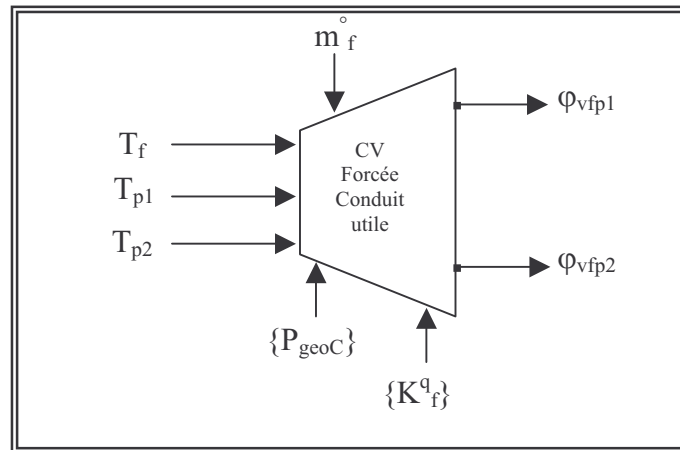 m°f
Tf
Tp1
Tp2
CV
Forcée
Conduit
utile
φvfp1
φvfp2
{PgeoC}
{Kqf}